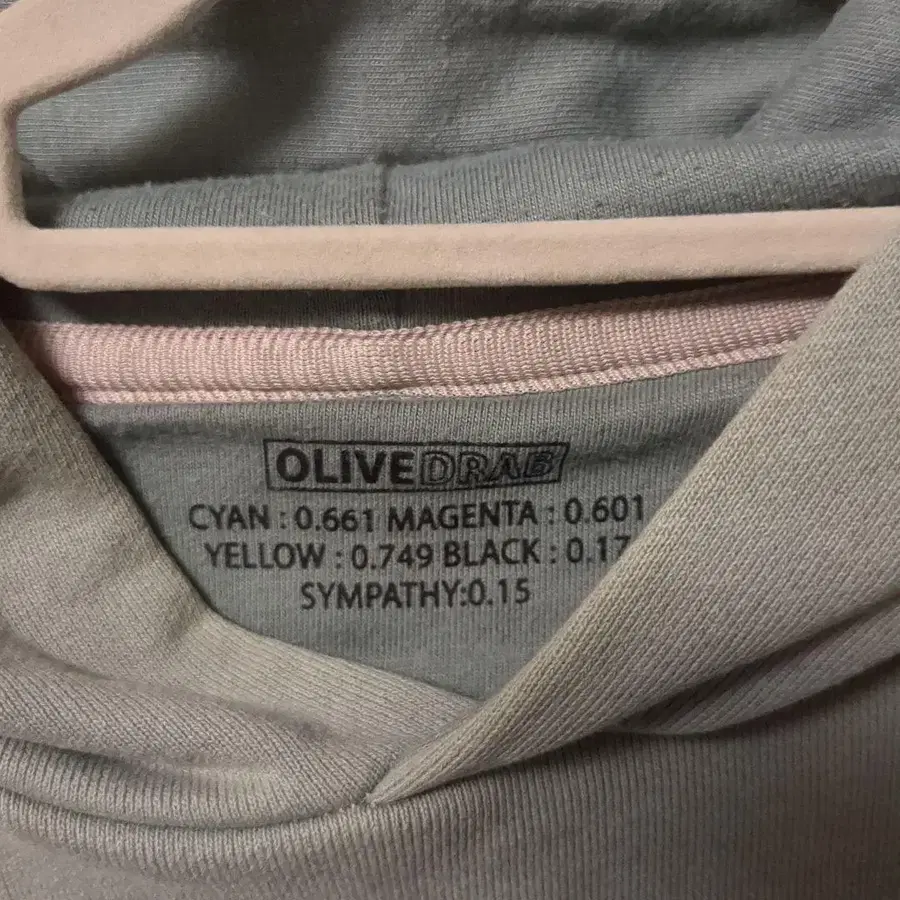 OLIVEDRAB
CYAN : 0.661 MAGENTA : 0.601
YELLOW : 0.749 BLACK : 0.17
SYMPATHY:0.15